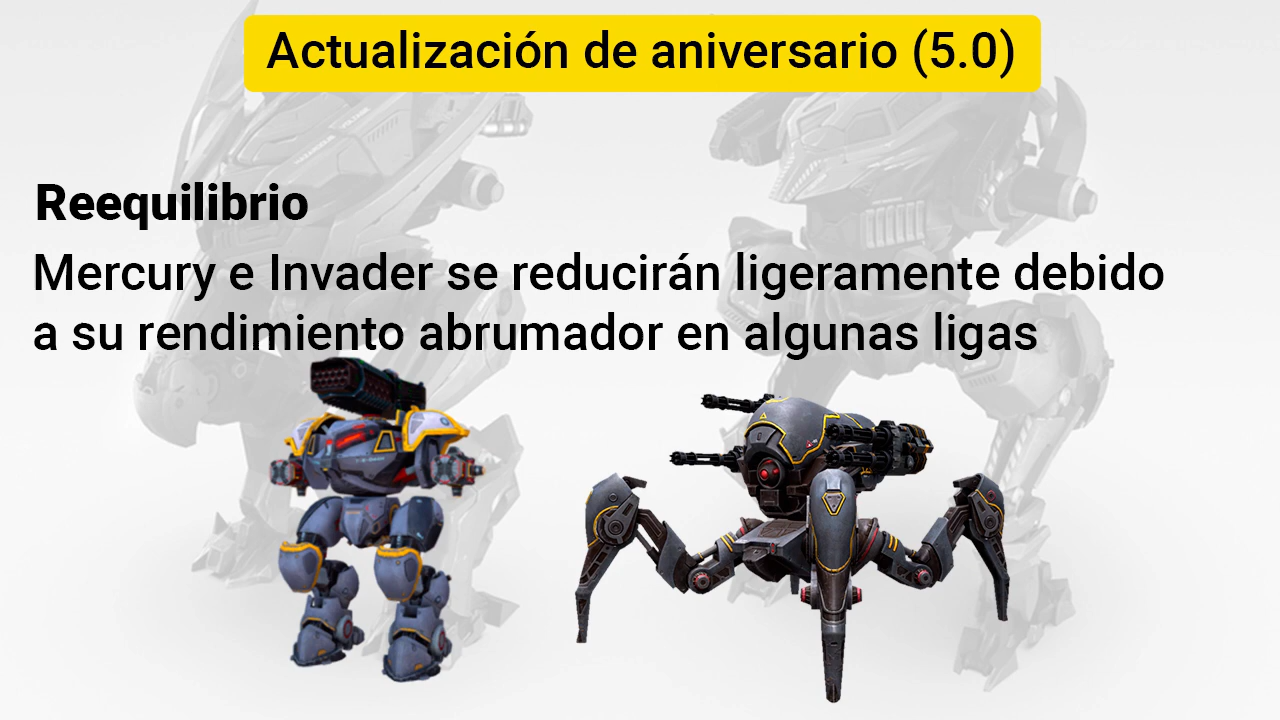 Actualización de aniversario (5.0)
Reequilibrio
Mercury e Invader se reducirán ligeramente debido
a su rendimiento abrumador en algunas ligas